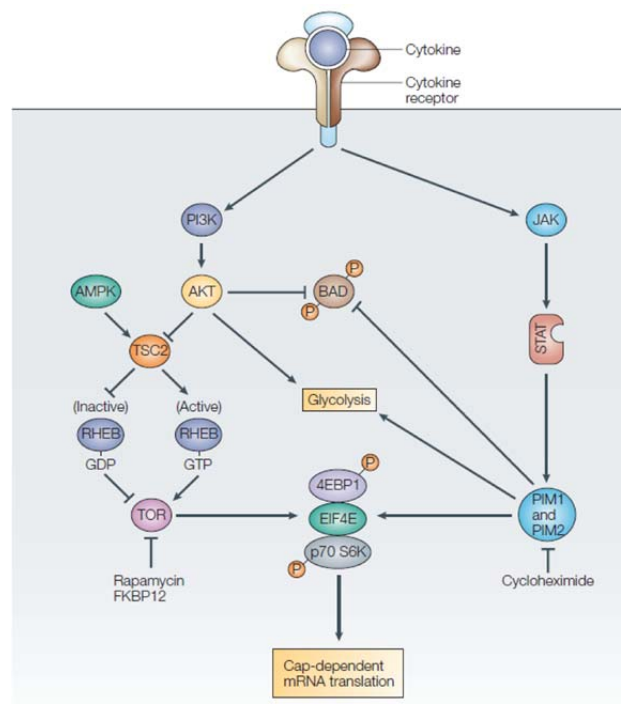 Cytokine
Cytokine
receptor
PI3K
JAK
P
AMPK
AKT
BAD
P
TSC2
STAT
(Inactive)
(Active)
Glycolysis
RHEB
RHEB
GDP
GTP
P
4EBP1
PIM1
and
PIM2
TOR
EIF4E
p70 S6K
P
Rapamycin
FKBP12
Cycloheximide
Cap-dependent
mRNA translation